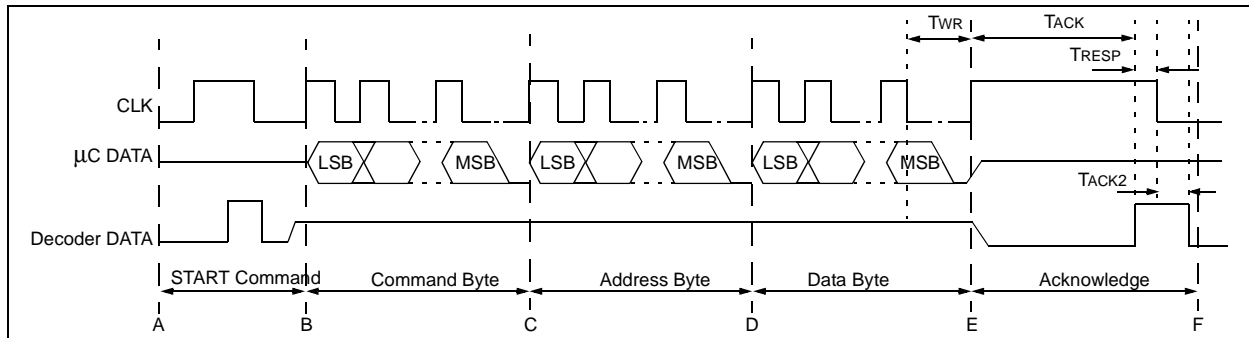 TWR
TACK
TRESP
CLK
µC DATA
LSB
MSB
LSB
MSB
LSB
MSB
TACK2
Decoder DATA
START Command
Command Byte
Address Byte
Data Byte
Acknowledge
A
B
C
D
E
F